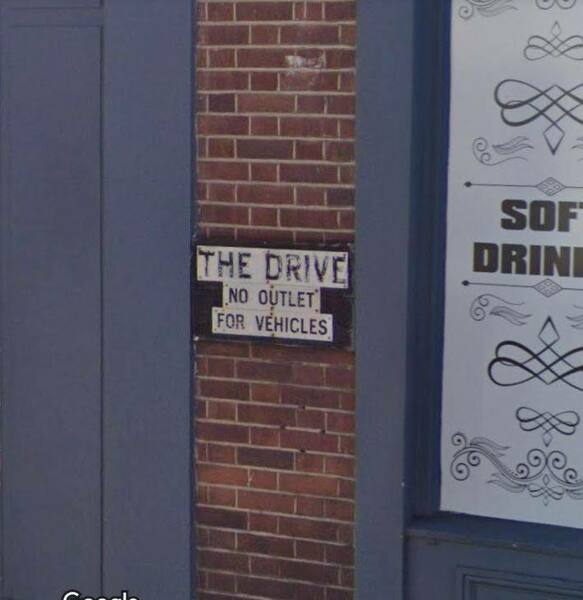 THE DRIVE
NO OUTLET
FOR VEHICLES
SOFT
DRIN
Google